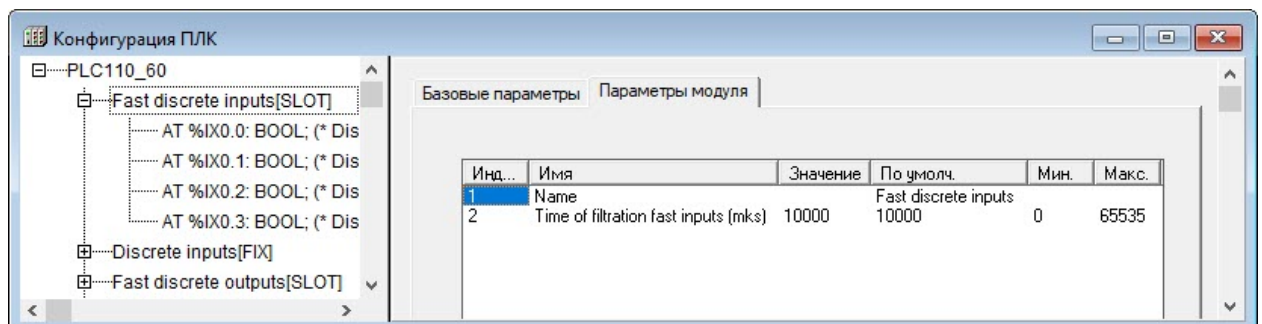 Конфигурация ПЛК
PLC110_60
Fast discrete inputs[SLOT]
AT %IX0.0: BOOL; (* Dis
AT %IX0.1: BOOL; (* Dis
AT %IX0.2: BOOL; (* Dis
AT %IX0.3: BOOL; (* Dis
Discrete inputs[FIX]
Fast discrete outputs[SLOT]
Базовые параметры Параметры модуля
Инд... Имя Значение По умолч. Мин. Макс.
1 Name Fast discrete inputs
2 Time of filtration fast inputs (mks) 10000 10000 0 65535